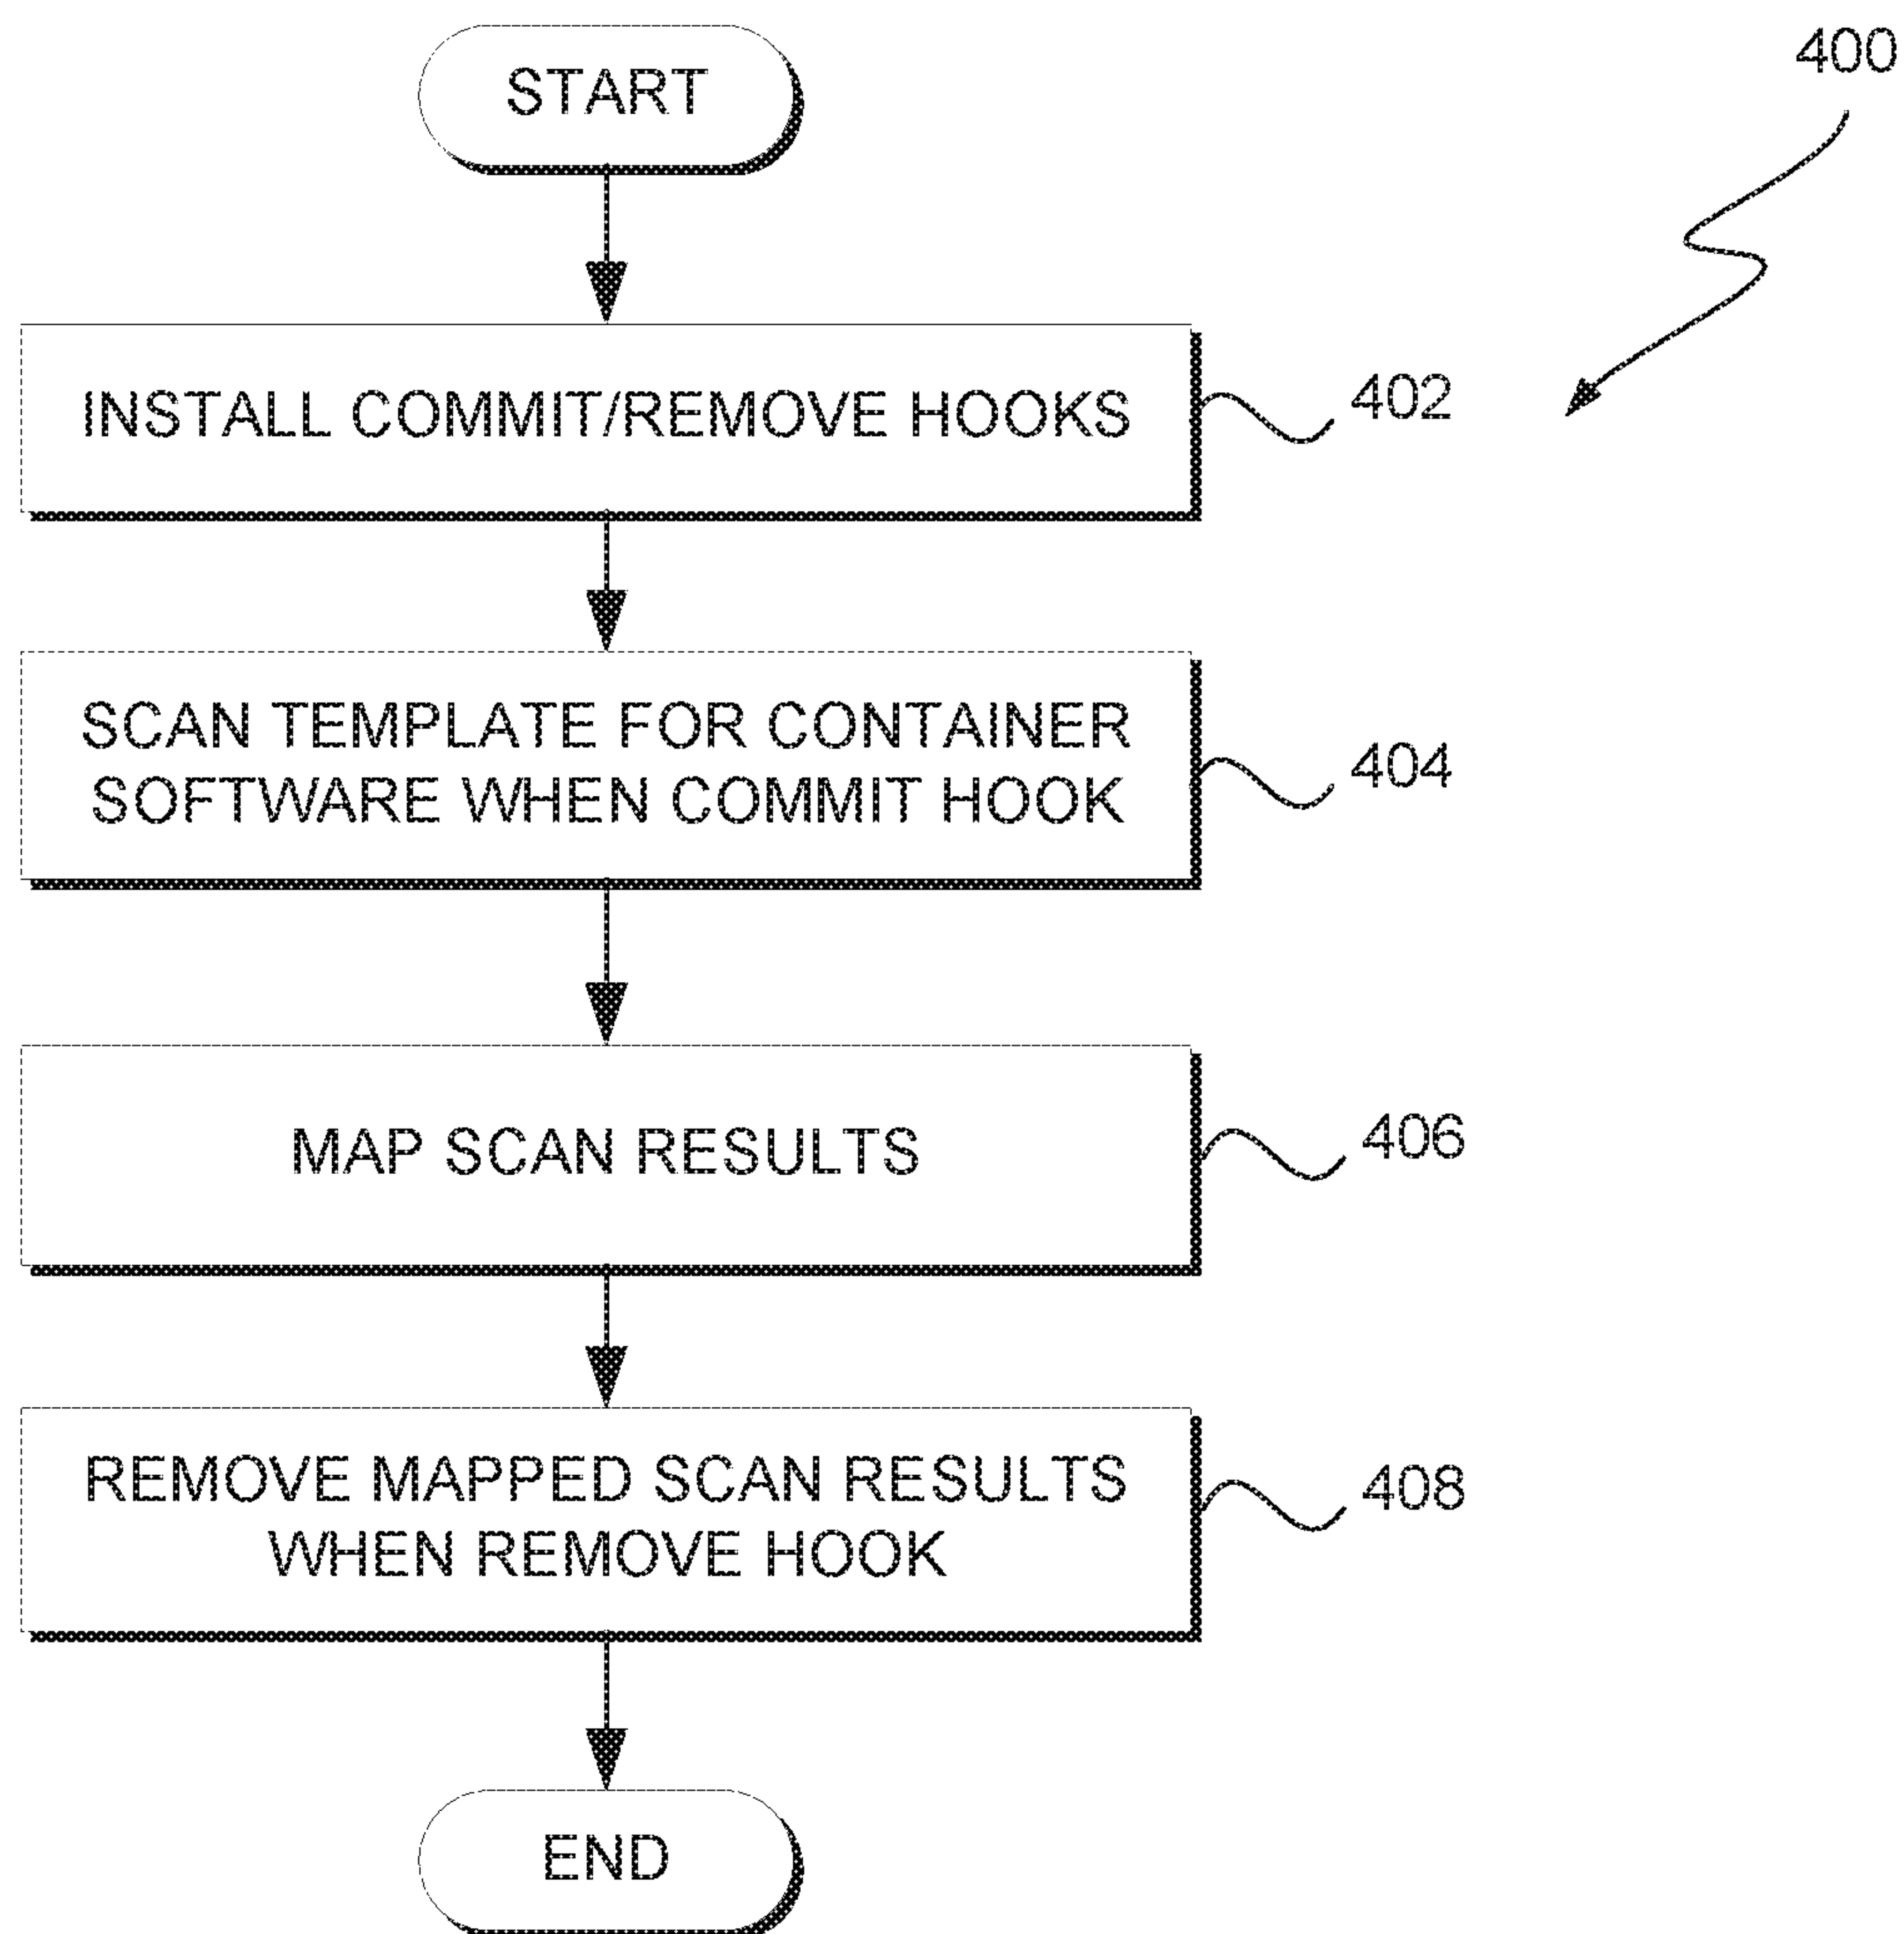 START
400
INSTALL COMMIT/REMOVE HOOKS
402
SCAN TEMPLATE FOR CONTAINER
SOFTWARE WHEN COMMIT HOOK
404
MAP SCAN RESULTS
406
REMOVE MAPPED SCAN RESULTS
WHEN REMOVE HOOK
408
END